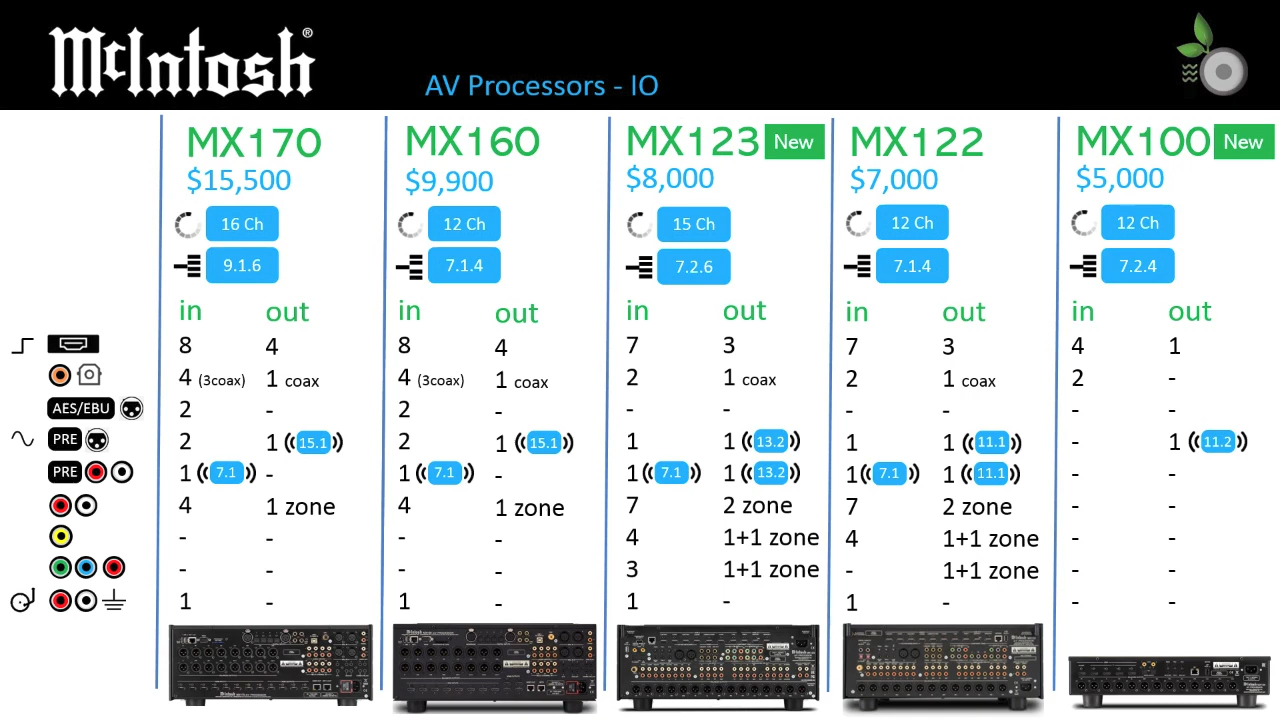 McIntosh®
AV Processors - IO
MX170 MX160 MX123 New MX122 MX100 New
$15,500 $9,900 $8,000 $7,000 $5,000
16 Ch 12 Ch 15 Ch 12 Ch 12 Ch
9.1.6 7.1.4 7.2.6 7.1.4 7.2.4
in out in out in out in out in out
8 4 8 4 7 3 7 3 4 1
4 (3coax) 1 coax 4 (3coax) 1 coax 2 1 coax 2 1 coax 2 -
AES/EBU 2 - 2 - - - - - - -
PRE 2 1 15.1 2 1 15.1 1 1 13.2 1 1 11.1 - 1 11.2
PRE 1 7.1 - 1 7.1 - 1 7.1 1 13.2 1 7.1 1 11.1 - -
4 1 zone 4 1 zone 7 2 zone 7 2 zone - -
- - - - 4 1+1 zone 4 1+1 zone - -
- - - - 3 1+1 zone - 1+1 zone - -
1 - 1 - 1 - 1 - - -